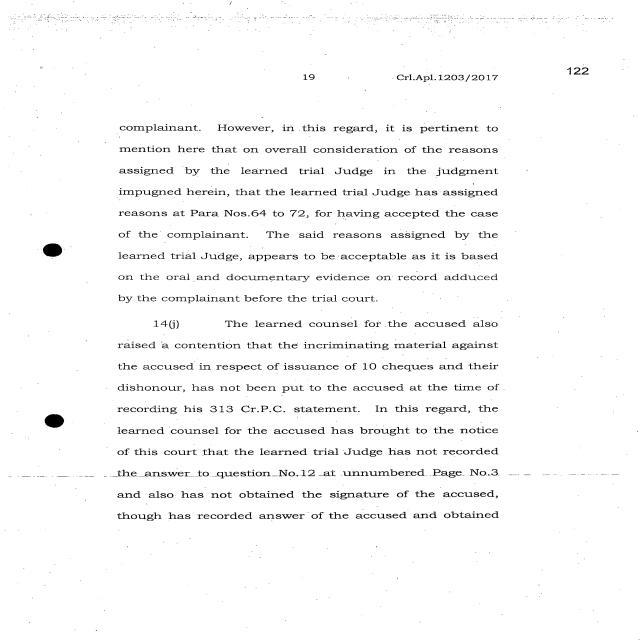 19 Crl.Apl.1203/2017 122
complainant. However, in this regard, it is pertinent to
mention here that on overall consideration of the reasons
assigned by the learned trial Judge in the judgment
impugned herein, that the learned trial Judge has assigned
reasons at Para Nos.64 to 72, for having accepted the case
of the complainant. The said reasons assigned by the
learned trial Judge, appears to be acceptable as it is based
on the oral and documentary evidence on record adduced
by the complainant before the trial court.
14(j) The learned counsel for the accused also
raised a contention that the incriminating material against
the accused in respect of issuance of 10 cheques and their
dishonour, has not been put to the accused at the time of
recording his 313 Cr.P.C. statement. In this regard, the
learned counsel for the accused has brought to the notice
of this court that the learned trial Judge has not recorded
the answer to question No.12 at unnumbered Page No.3
and also has not obtained the signature of the accused,
though has recorded answer of the accused and obtained